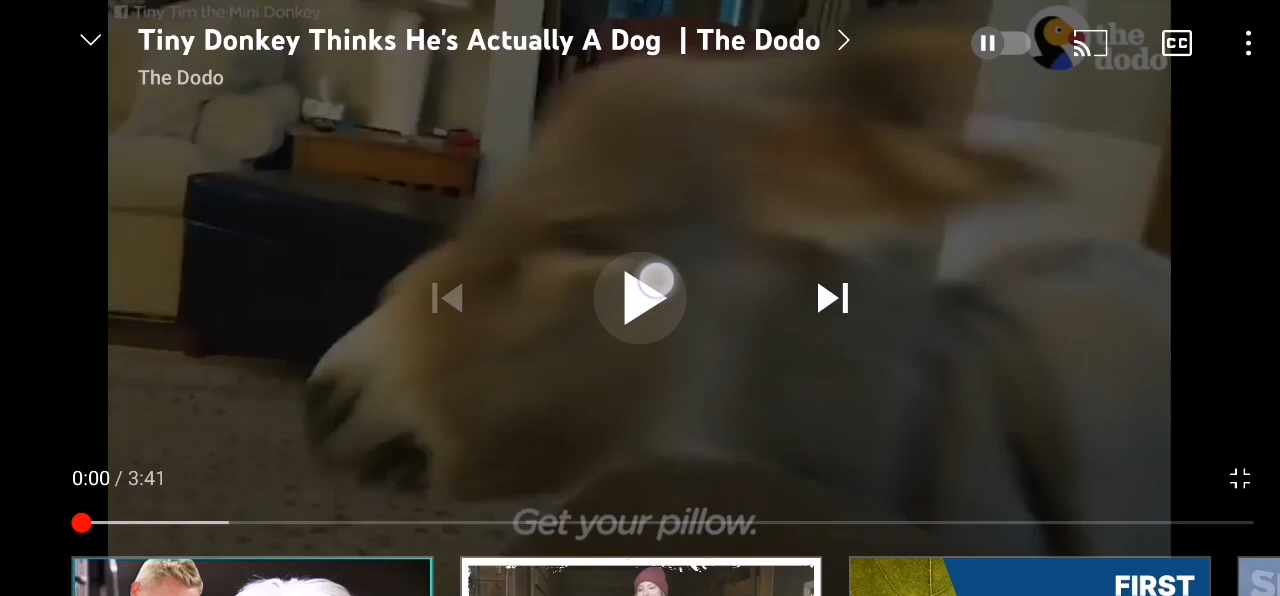 Tiny Tim the Mini Donkey
Tiny Donkey Thinks He's Actually A Dog | The Dodo
The Dodo
the
dodo
CC
0:00 / 3:41
Get your pillow.
FIRST